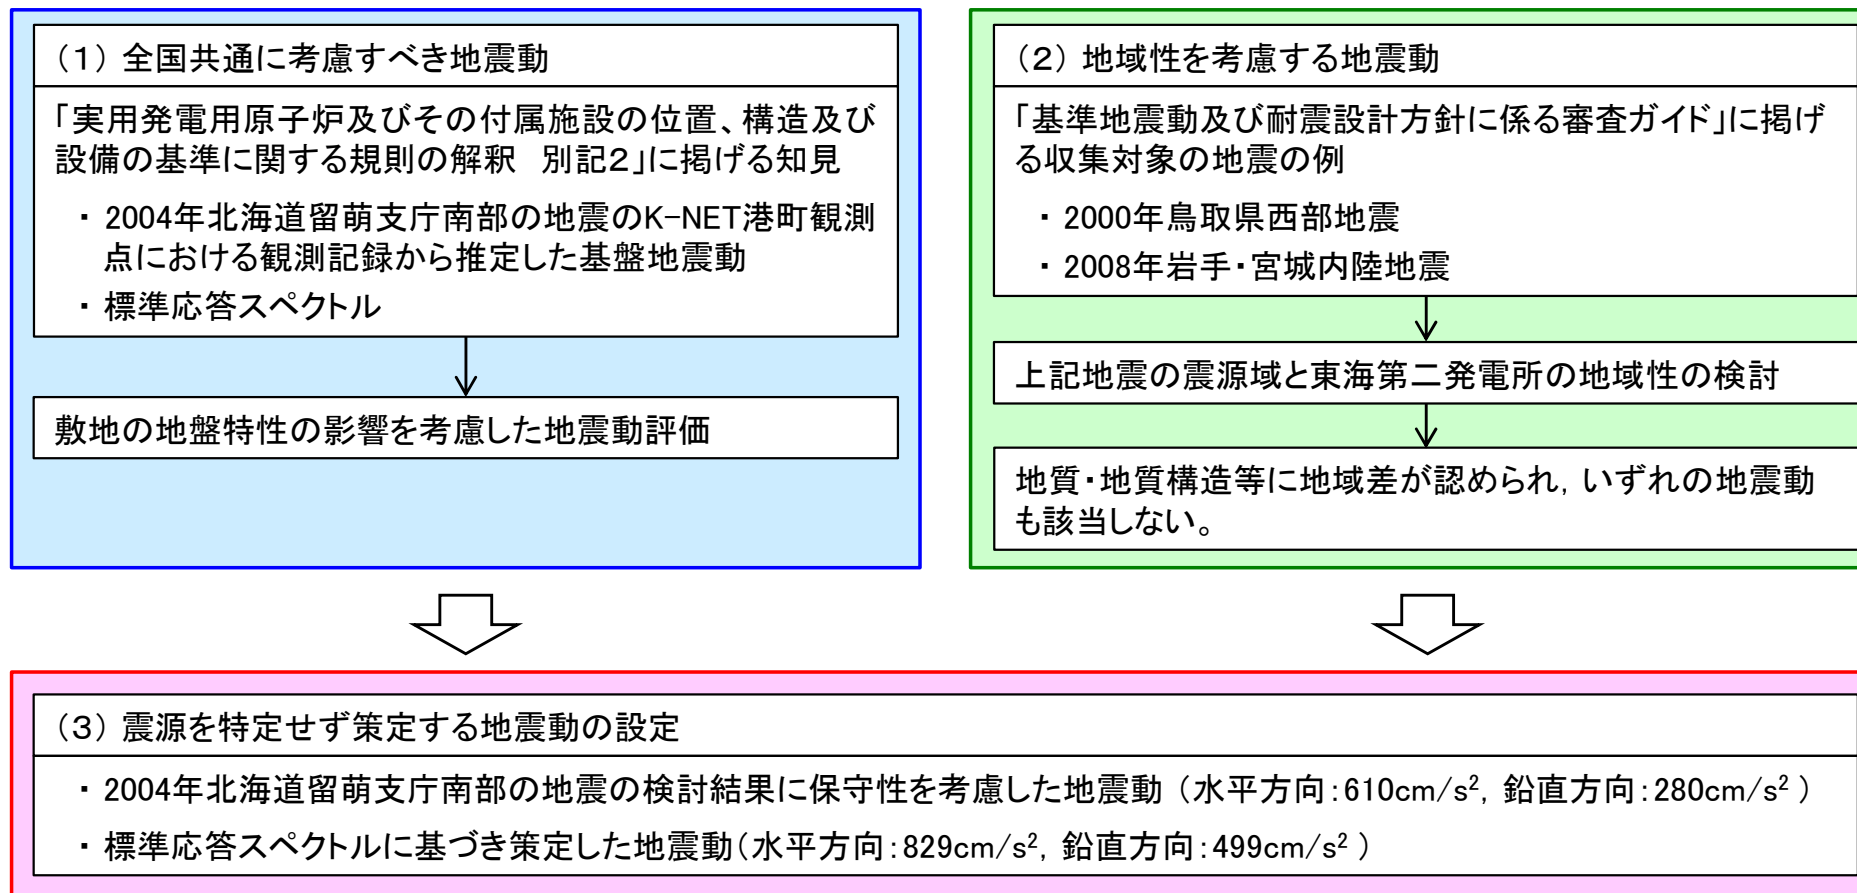 (1) 全国共通に考慮すべき地震動
「実用発電用原子炉及びその付属施設の位置、構造及び
設備の基準に関する規則の解釈　別記2」に掲げる知見
・ 2004年北海道留萌支庁南部の地震のK-NET港町観測
点における観測記録から推定した基盤地震動
・ 標準応答スペクトル
敷地の地盤特性の影響を考慮した地震動評価
(2) 地域性を考慮する地震動
「基準地震動及び耐震設計方針に係る審査ガイド」に掲げ
る収集対象の地震の例
・ 2000年鳥取県西部地震
・ 2008年岩手・宮城内陸地震
上記地震の震源域と東海第二発電所の地域性の検討
地質・地質構造等に地域差が認められ, いずれの地震動
も該当しない。
(3) 震源を特定せず策定する地震動の設定
・ 2004年北海道留萌支庁南部の地震の検討結果に保守性を考慮した地震動 (水平方向:610cm/s², 鉛直方向:280cm/s² )
・ 標準応答スペクトルに基づき策定した地震動(水平方向:829cm/s², 鉛直方向:499cm/s² )